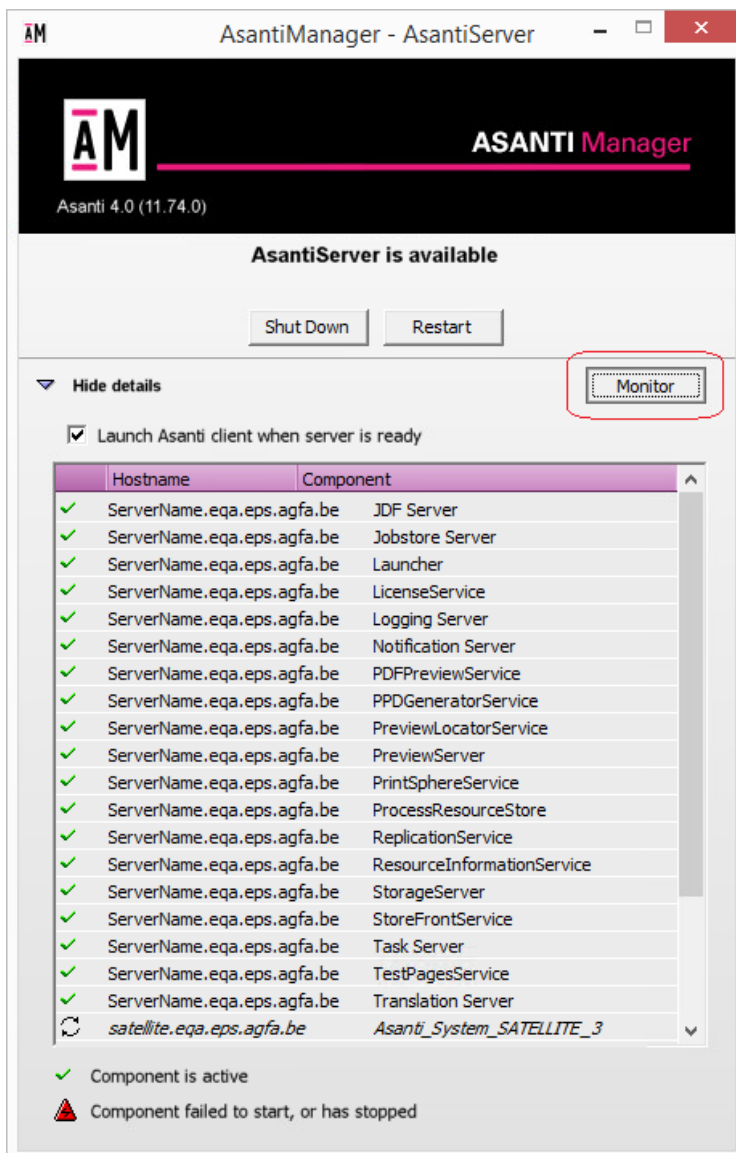 ĀM AsantiManager - AsantiServer
ĀM
ASANTI Manager
Asanti 4.0 (11.74.0)
AsantiServer is available
Shut Down Restart
Hide details Monitor
Launch Asanti client when server is ready
Hostname Component
ServerName.eqa.eps.agfa.be JDF Server
ServerName.eqa.eps.agfa.be Jobstore Server
ServerName.eqa.eps.agfa.be Launcher
ServerName.eqa.eps.agfa.be LicenseService
ServerName.eqa.eps.agfa.be Logging Server
ServerName.eqa.eps.agfa.be Notification Server
ServerName.eqa.eps.agfa.be PDFPreviewService
ServerName.eqa.eps.agfa.be PPDGeneratorService
ServerName.eqa.eps.agfa.be PreviewLocatorService
ServerName.eqa.eps.agfa.be PreviewServer
ServerName.eqa.eps.agfa.be PrintSphereService
ServerName.eqa.eps.agfa.be ProcessResourceStore
ServerName.eqa.eps.agfa.be ReplicationService
ServerName.eqa.eps.agfa.be ResourceInformationService
ServerName.eqa.eps.agfa.be StorageServer
ServerName.eqa.eps.agfa.be StoreFrontService
ServerName.eqa.eps.agfa.be Task Server
ServerName.eqa.eps.agfa.be TestPagesService
ServerName.eqa.eps.agfa.be Translation Server
satellite.eqa.eps.agfa.be Asanti_System_SATELLITE_3
Component is active
Component failed to start, or has stopped